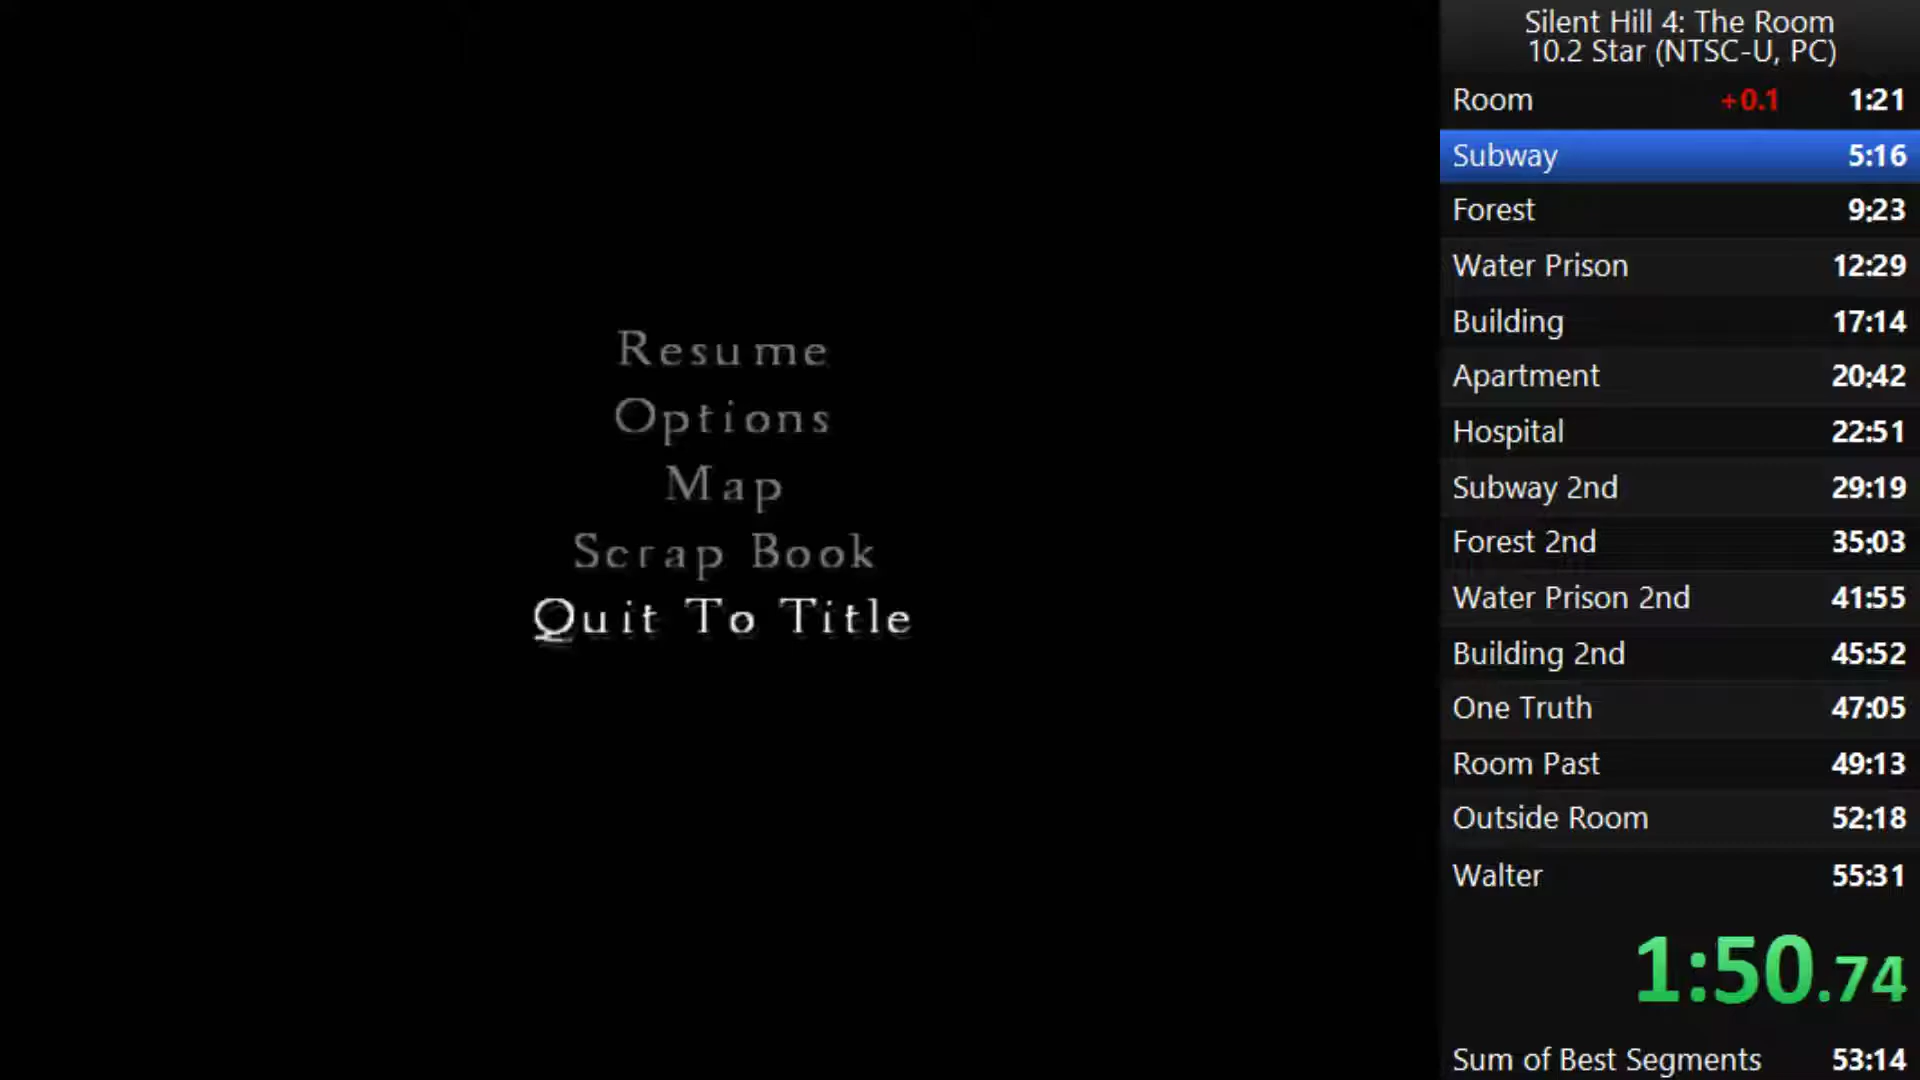 Resume
Options
Map
Scrap Book
Quit To Title
Silent Hill 4: The Room
10.2 Star (NTSC-U, PC)
Room +0.1 1:21
Subway 5:16
Forest 9:23
Water Prison 12:29
Building 17:14
Apartment 20:42
Hospital 22:51
Subway 2nd 29:19
Forest 2nd 35:03
Water Prison 2nd 41:55
Building 2nd 45:52
One Truth 47:05
Room Past 49:13
Outside Room 52:18
Walter 55:31
1:50.74
Sum of Best Segments 53:14